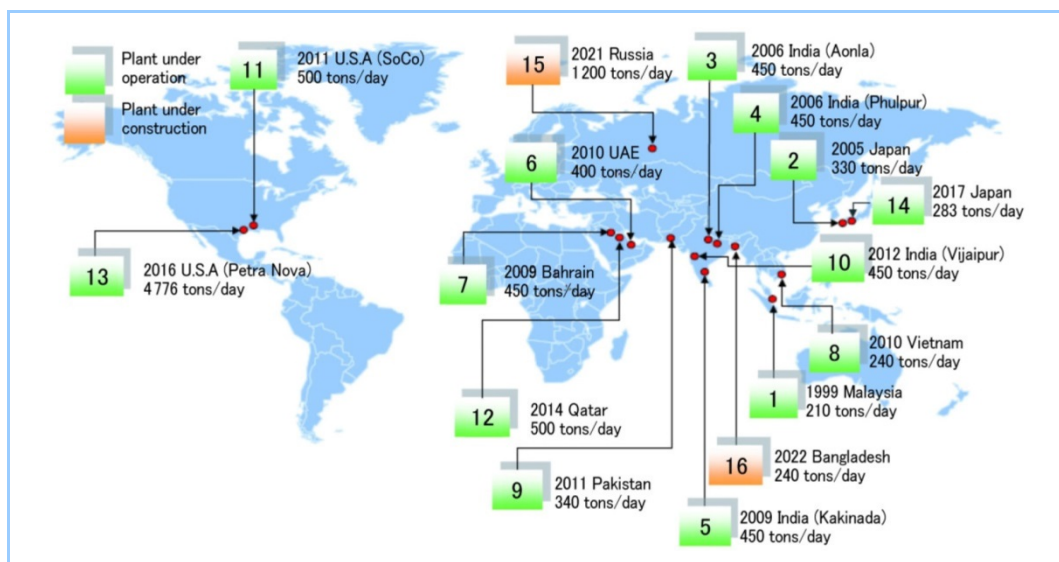 Plant under
operation
Plant under
construction
11
2011 U.S.A (SoCo)
500 tons/day
15
2021 Russia
1 200 tons/day
3
2006 India (Aonla)
450 tons/day
4
2006 India (Phulpur)
450 tons/day
6
2010 UAE
400 tons/day
2
2005 Japan
330 tons/day
14
2017 Japan
283 tons/day
13
2016 U.S.A (Petra Nova)
4 776 tons/day
7
2009 Bahrain
450 tons/day
10
2012 India (Vijaipur)
450 tons/day
8
2010 Vietnam
240 tons/day
1
1999 Malaysia
210 tons/day
12
2014 Qatar
500 tons/day
16
2022 Bangladesh
240 tons/day
9
2011 Pakistan
340 tons/day
5
2009 India (Kakinada)
450 tons/day